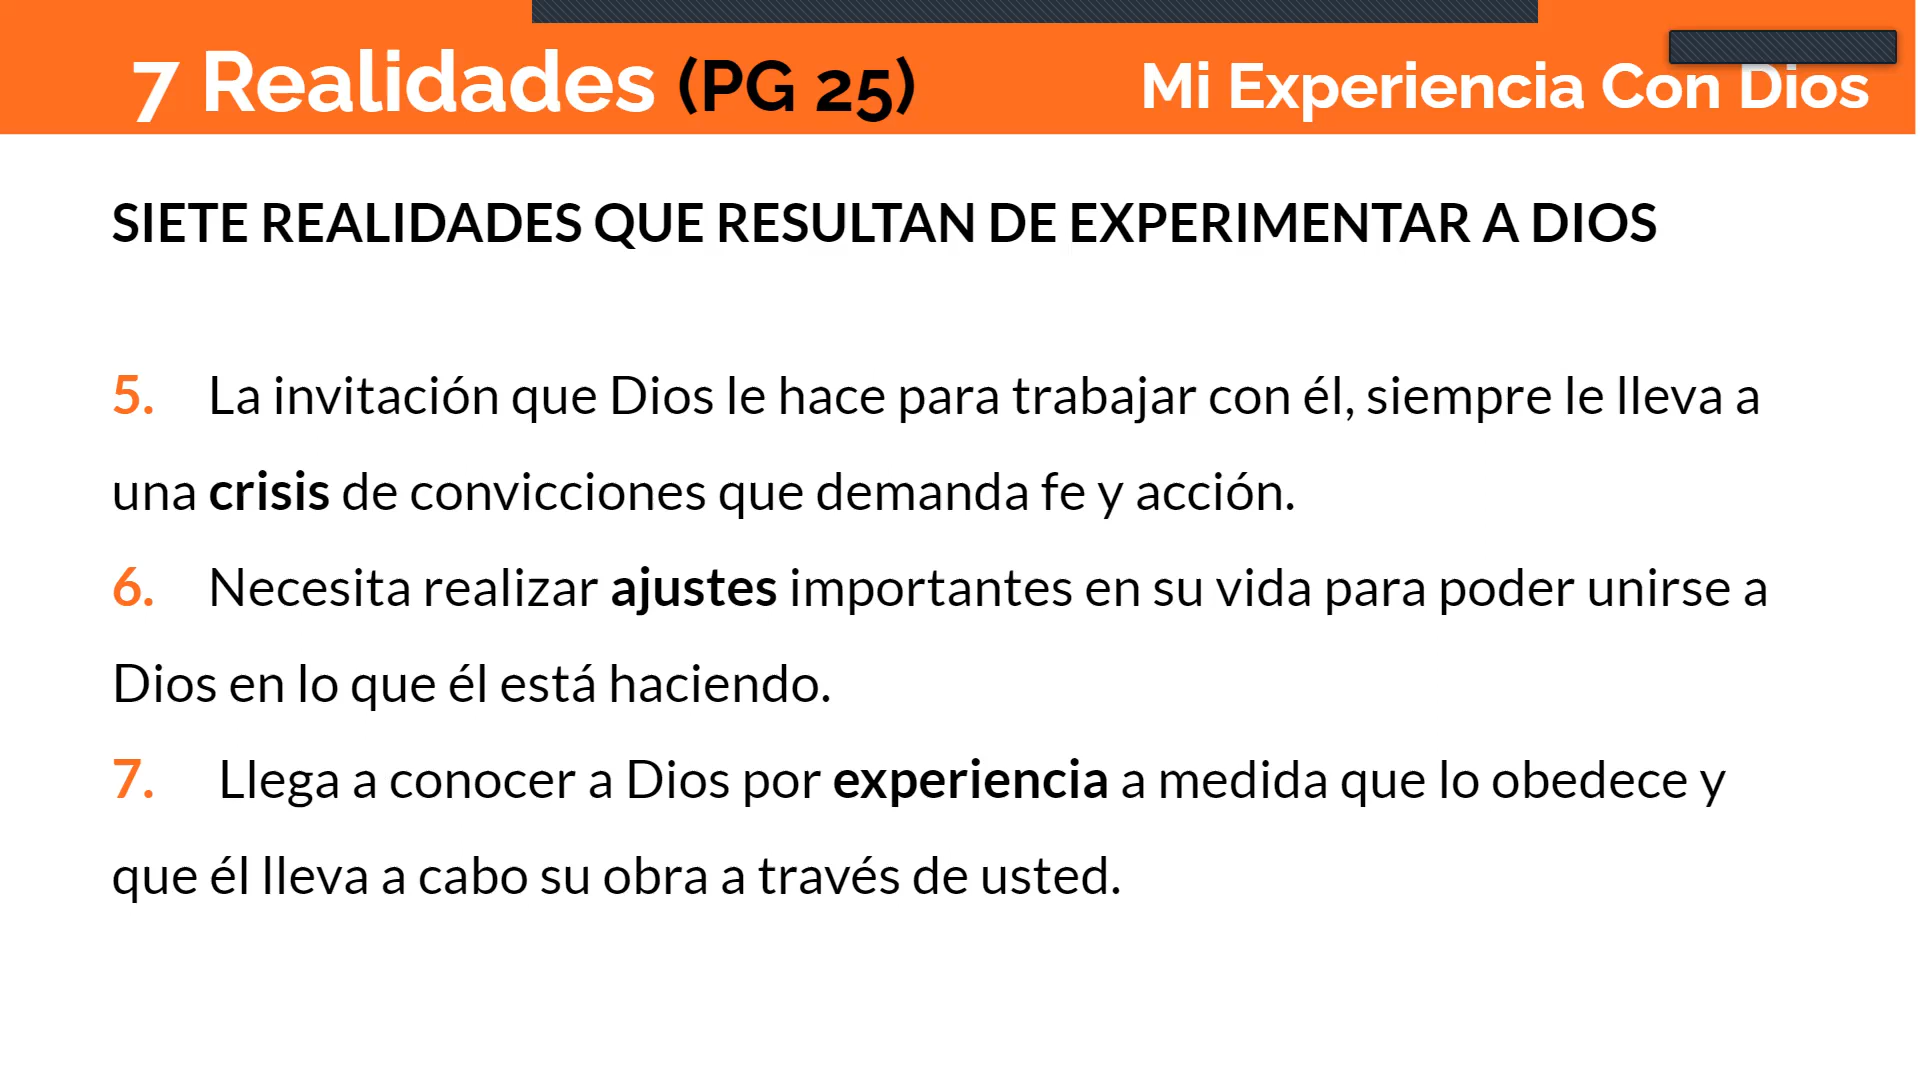 7 Realidades (PG 25)
Mi Experiencia Con Dios
SIETE REALIDADES QUE RESULTAN DE EXPERIMENTAR A DIOS
5. La invitación que Dios le hace para trabajar con él, siempre le lleva a
una crisis de convicciones que demanda fe y acción.
6. Necesita realizar ajustes importantes en su vida para poder unirse a
Dios en lo que él está haciendo.
7. Llega a conocer a Dios por experiencia a medida que lo obedece y
que él lleva a cabo su obra a través de usted.